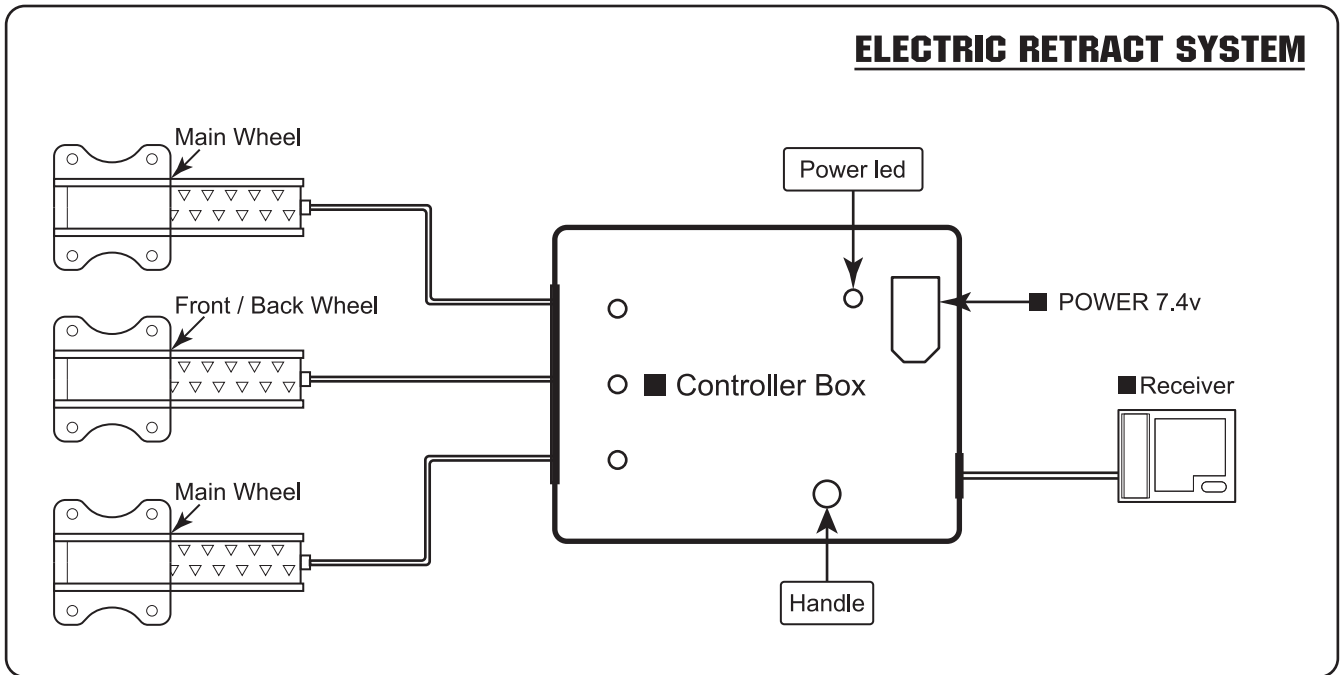 ELECTRIC RETRACT SYSTEM
Main Wheel
Power led
Front / Back Wheel
■ POWER 7.4v
■ Controller Box
■ Receiver
Main Wheel
Handle